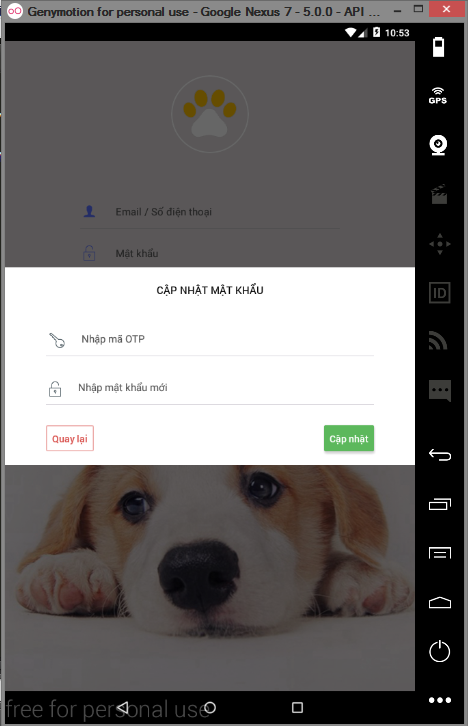 Genymotion for personal use - Google Nexus 7 - 5.0.0 - API ...
10:53
GPS
Email / Số điện thoại
Mật khẩu
CẬP NHẬT MẬT KHẨU
Nhập mã OTP
ID
Nhập mật khẩu mới
Quay lại
Cập nhật
free for personal use